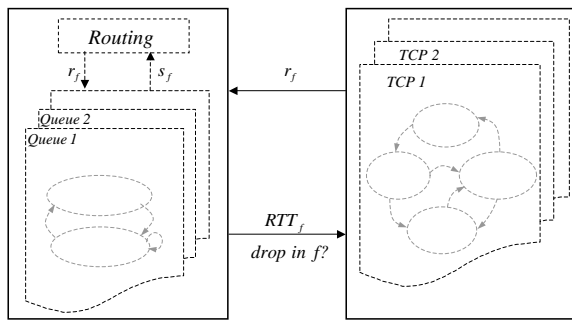 Routing
r_f
s_f
Queue 2
Queue 1
r_f
RTT_f
drop in f?
TCP 2
TCP 1